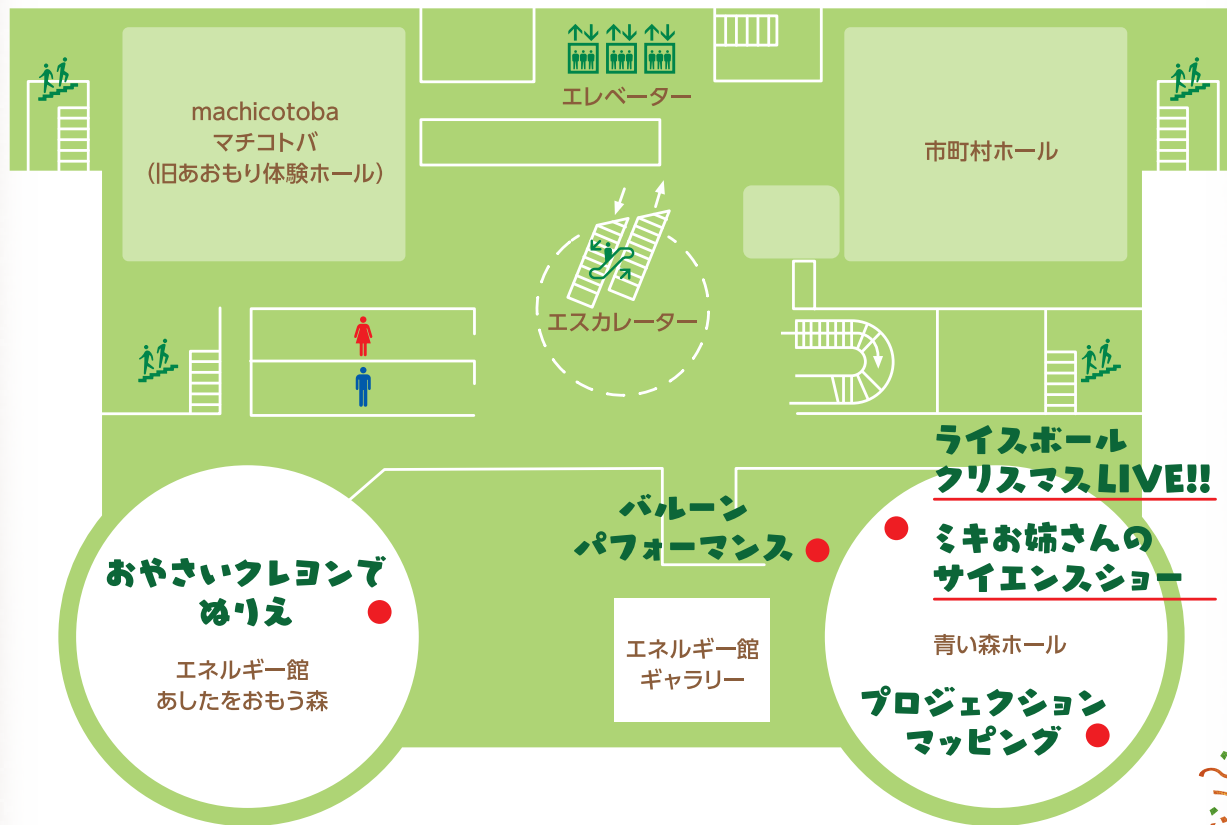 machicotoba
マチコトバ
(旧あおもり体験ホール)
エレベーター
市町村ホール
エスカレーター
ライスボール
クリスマスLIVE!!
バルーン
パフォーマンス
ミキお姉さんの
サイエンスショー
おやさいクレヨンで
ぬりえ
エネルギー館
あしたをおもう森
エネルギー館
ギャラリー
青い森ホール
プロジェクション
マッピング